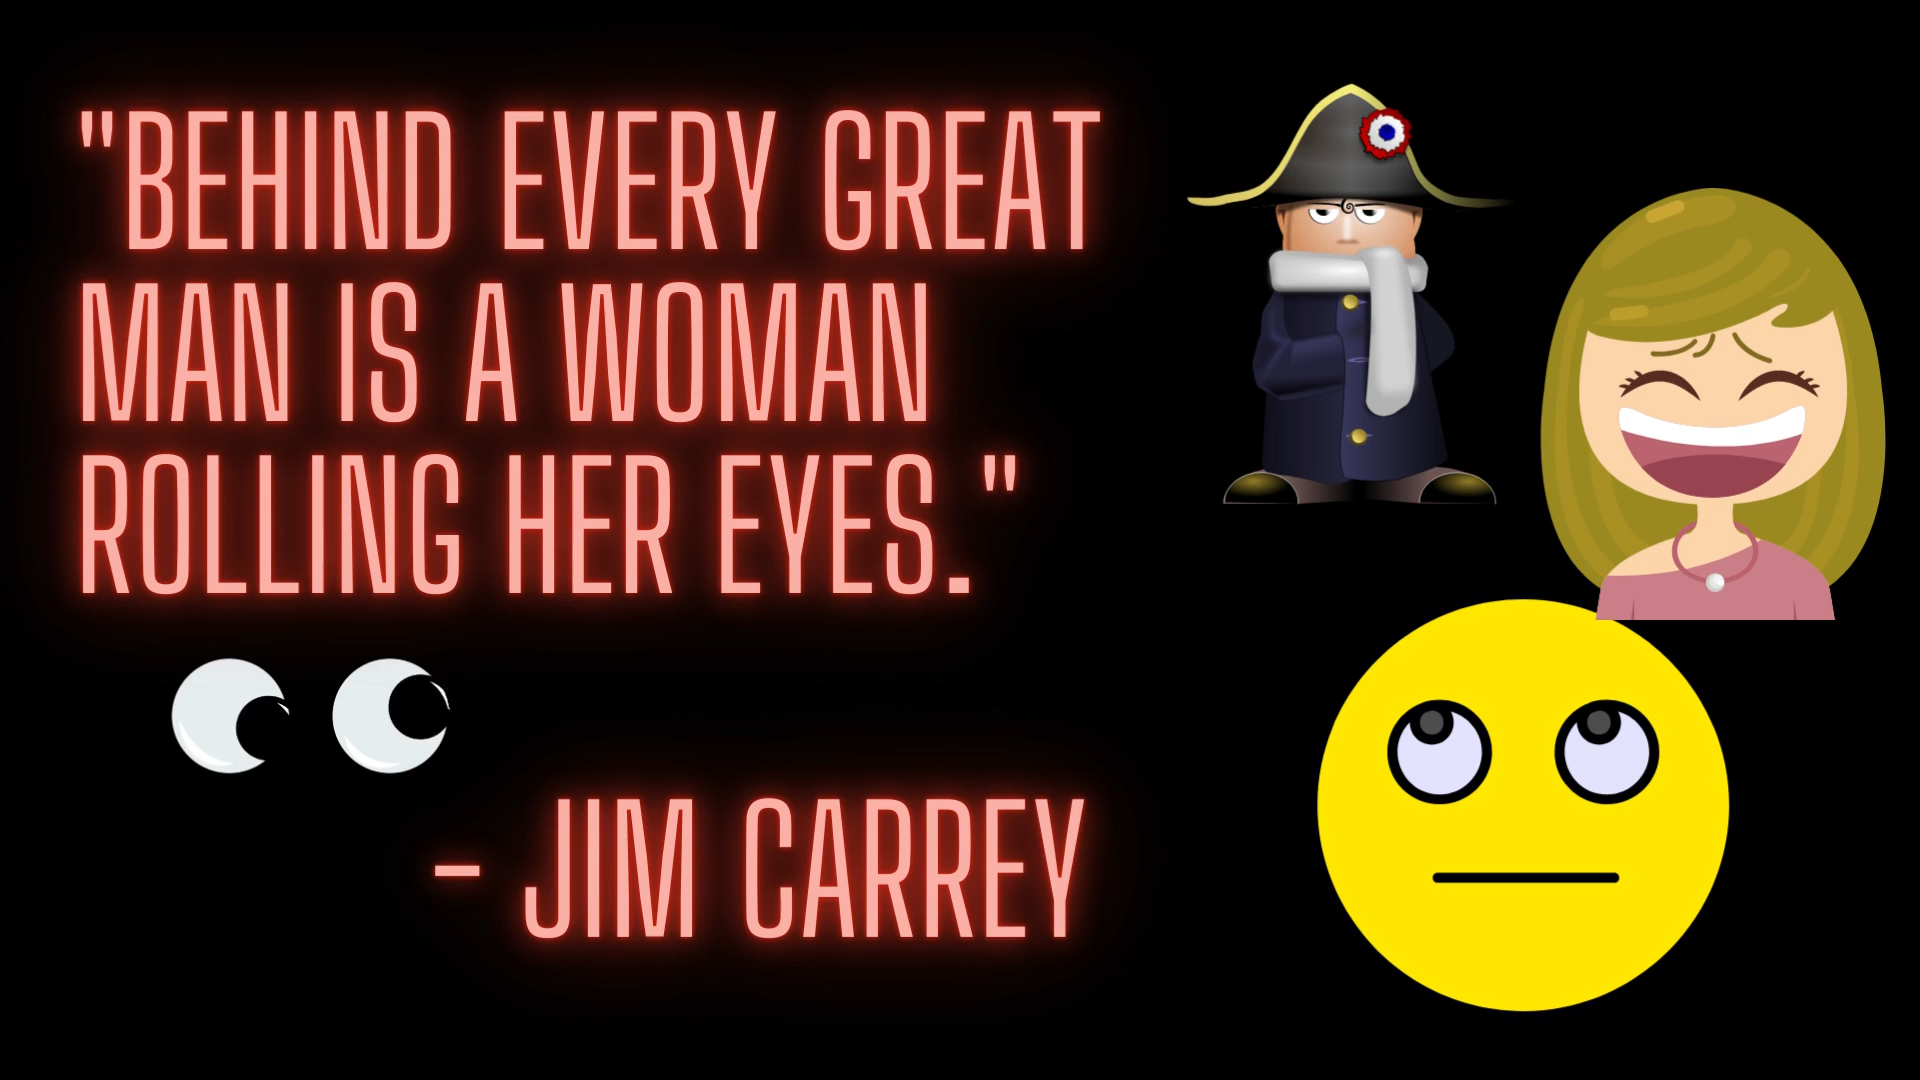 "BEHIND EVERY GREAT
MAN IS A WOMAN
ROLLING HER EYES."
- JIM CARREY